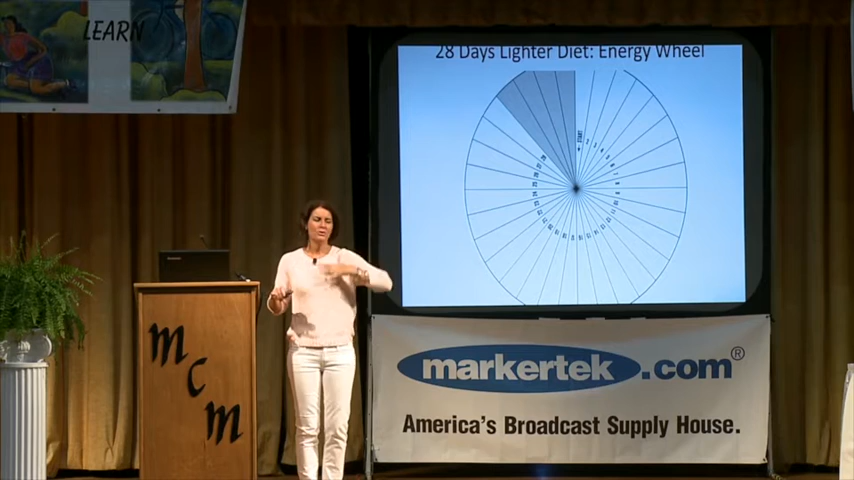 LEARN
28 Days Lighter Diet: Energy Wheel
START
MCM
markertek.com®
America's Broadcast Supply House.